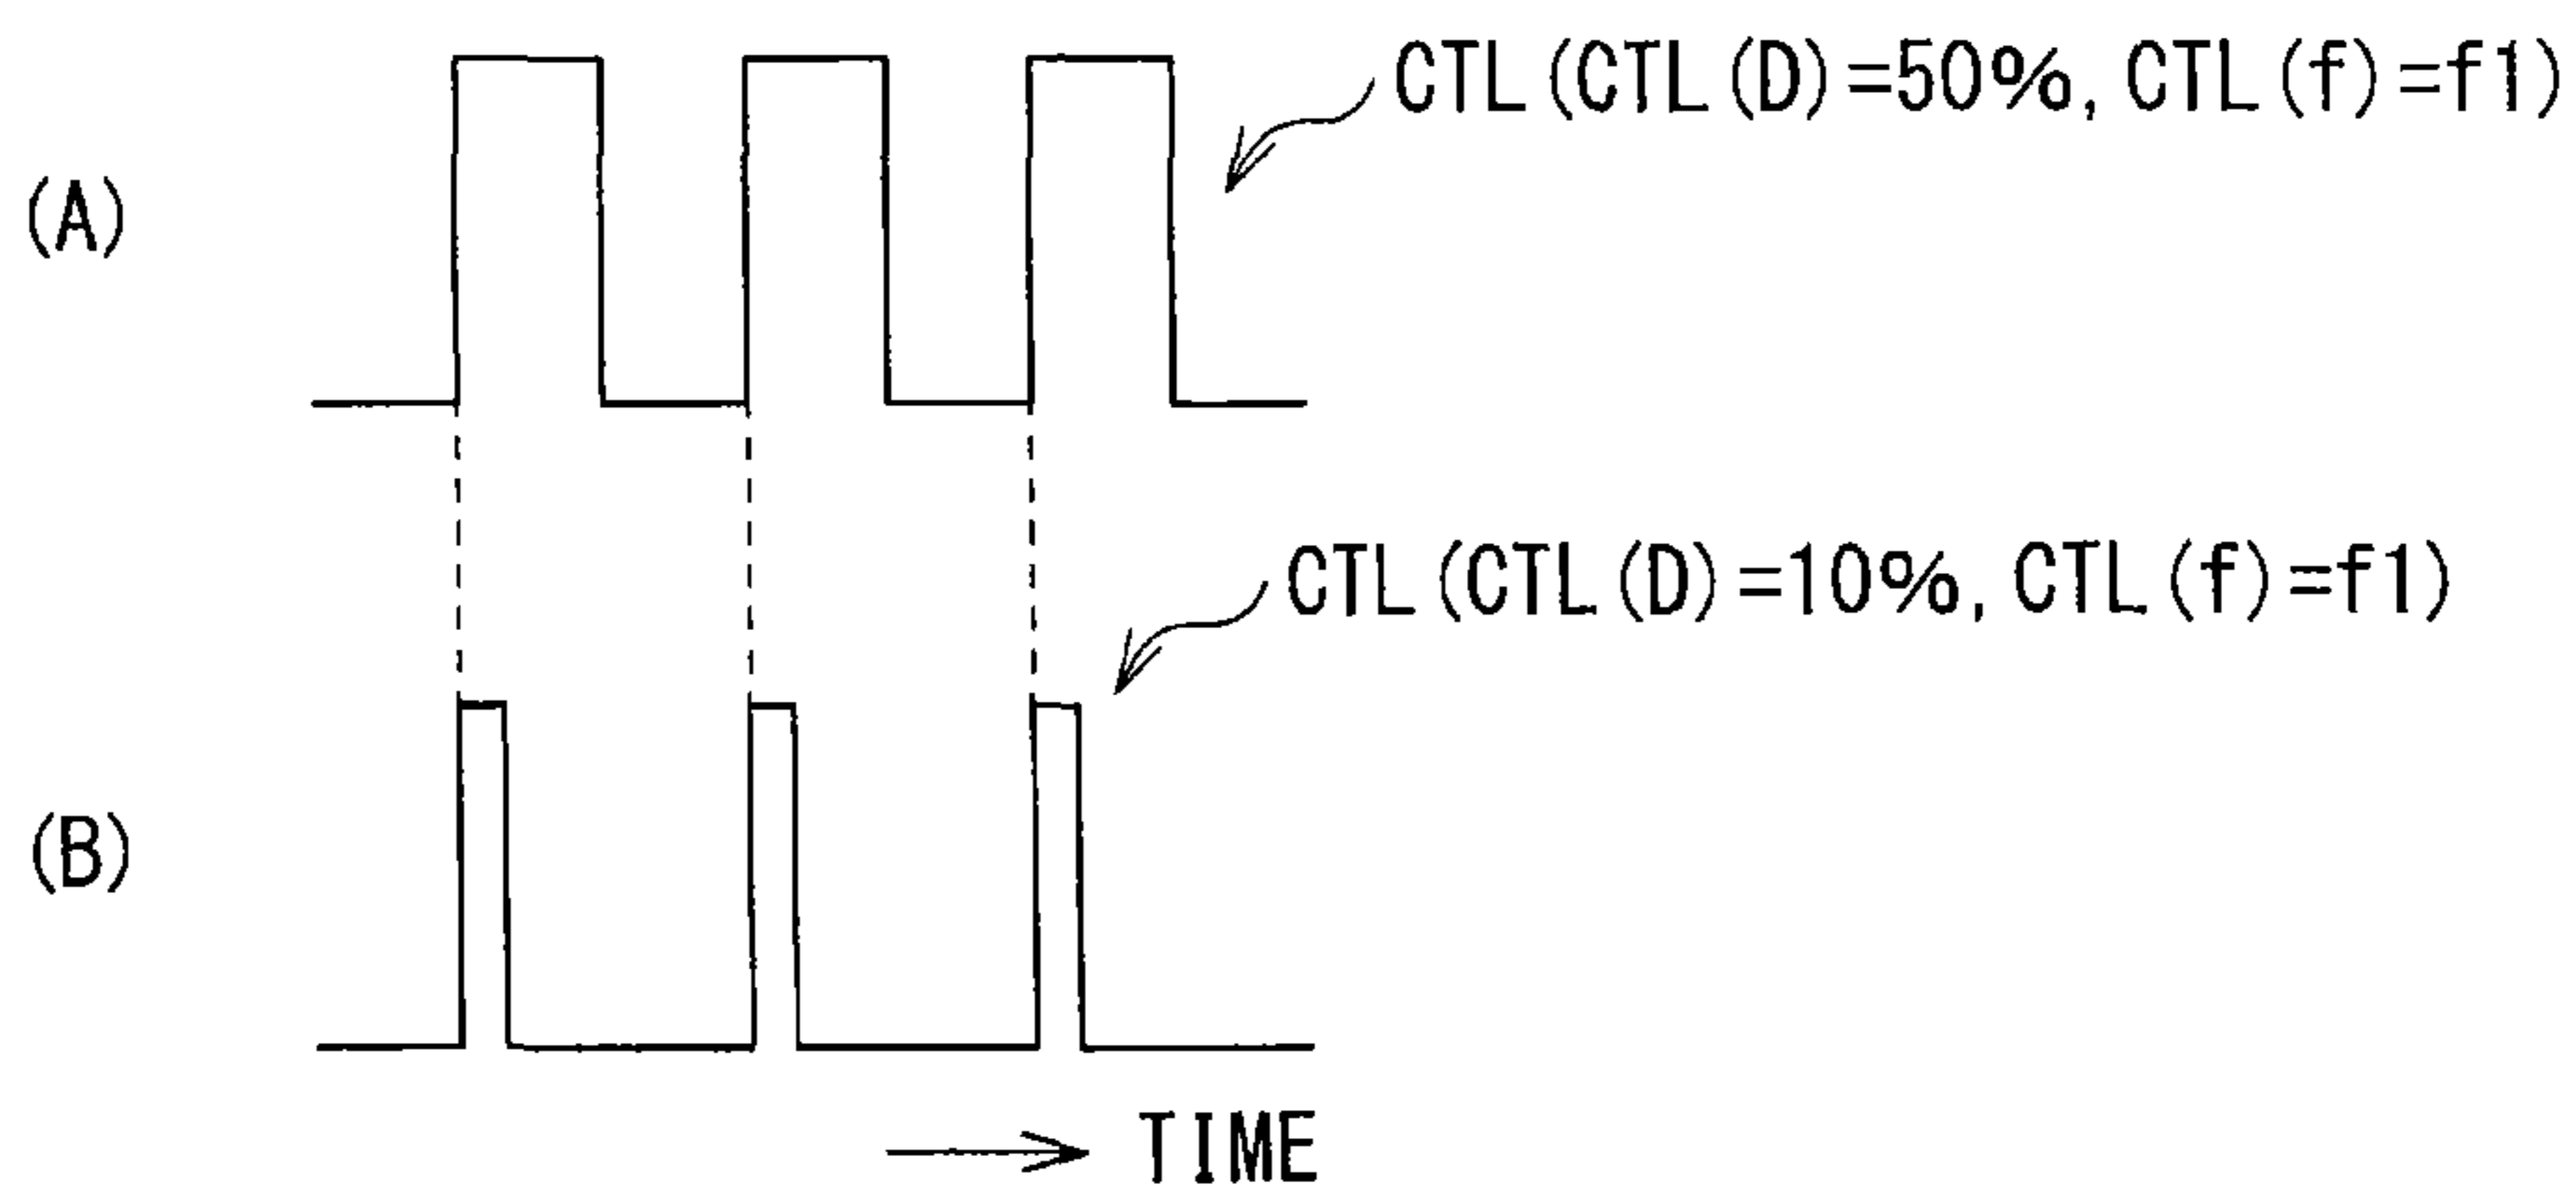 CTL(CTL(D)=50%, CTL(f)=f1)
(A)
CTL(CTL(D)=10%, CTL(f)=f1)
(B)
TIME